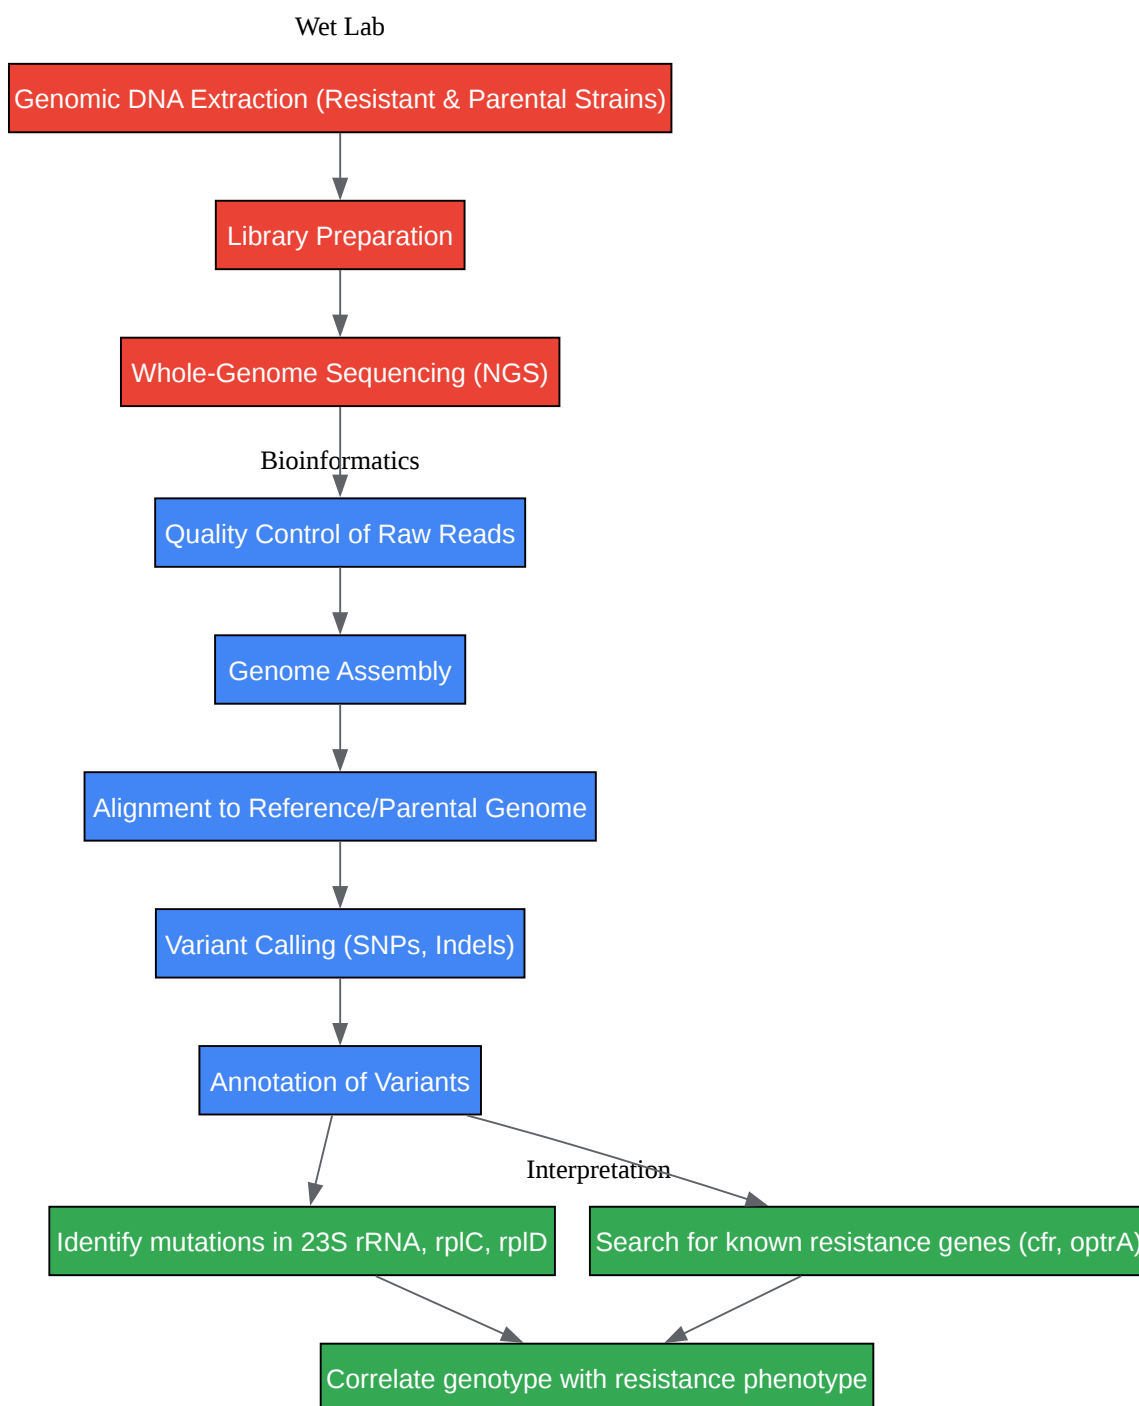 Wet Lab
Genomic DNA Extraction (Resistant & Parental Strains)
Library Preparation
Whole-Genome Sequencing (NGS)
Bioinformatics
Quality Control of Raw Reads
Genome Assembly
Alignment to Reference/Parental Genome
Variant Calling (SNPs, Indels)
Annotation of Variants
Interpretation
Identify mutations in 23S rRNA, rplC, rplD
Search for known resistance genes (cfr, optrA)
Correlate genotype with resistance phenotype